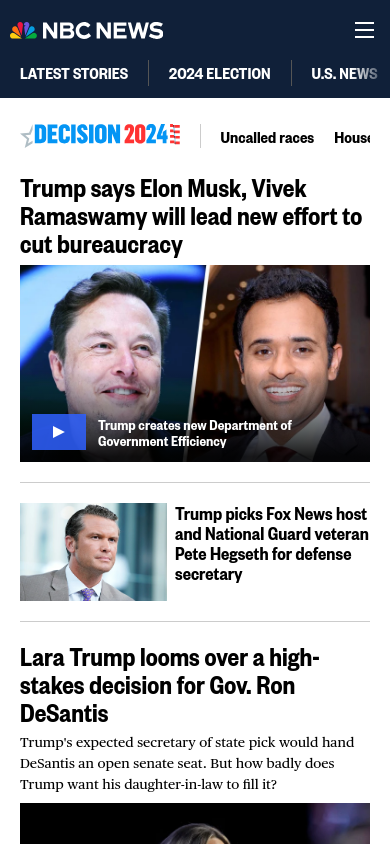 NBC NEWS
LATEST STORIES
2024 ELECTION
U.S. NEWS
DECISION 2024
Uncalled races
House
Trump says Elon Musk, Vivek
Ramaswamy will lead new effort to
cut bureaucracy
Trump creates new Department of
Government Efficiency
Trump picks Fox News host
and National Guard veteran
Pete Hegseth for defense
secretary
Lara Trump looms over a high-
stakes decision for Gov. Ron
DeSantis
Trump's expected secretary of state pick would hand
DeSantis an open senate seat. But how badly does
Trump want his daughter-in-law to fill it?